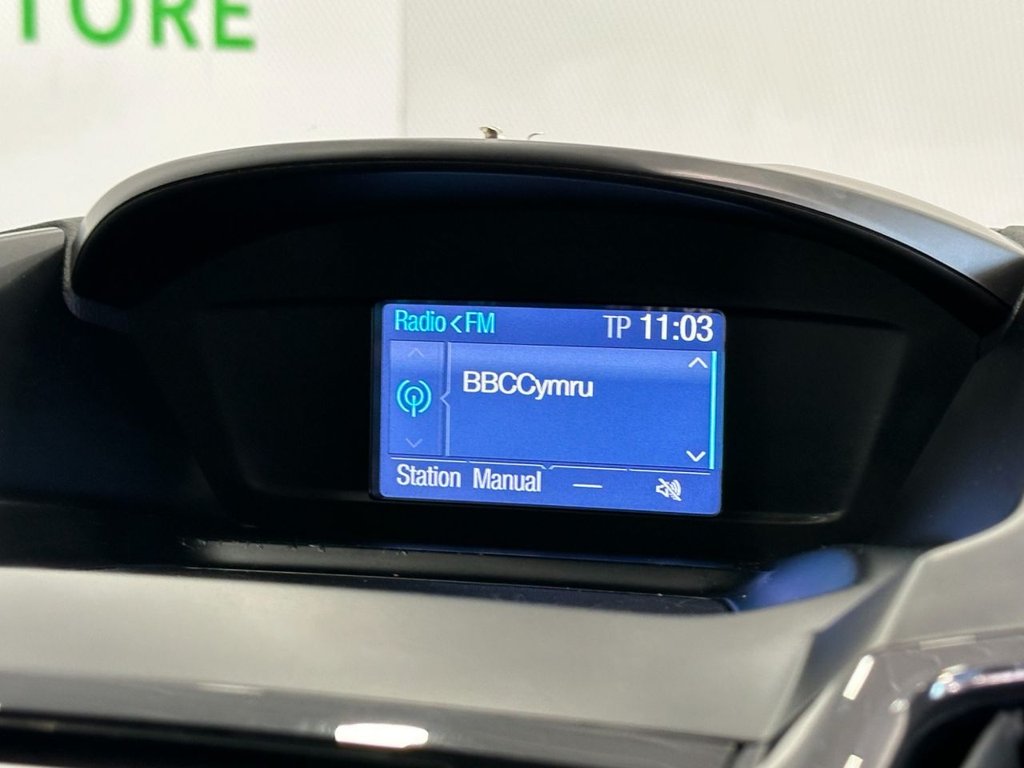 TORE
Radio<FM TP 11:03
BBCCymru
Station Manual